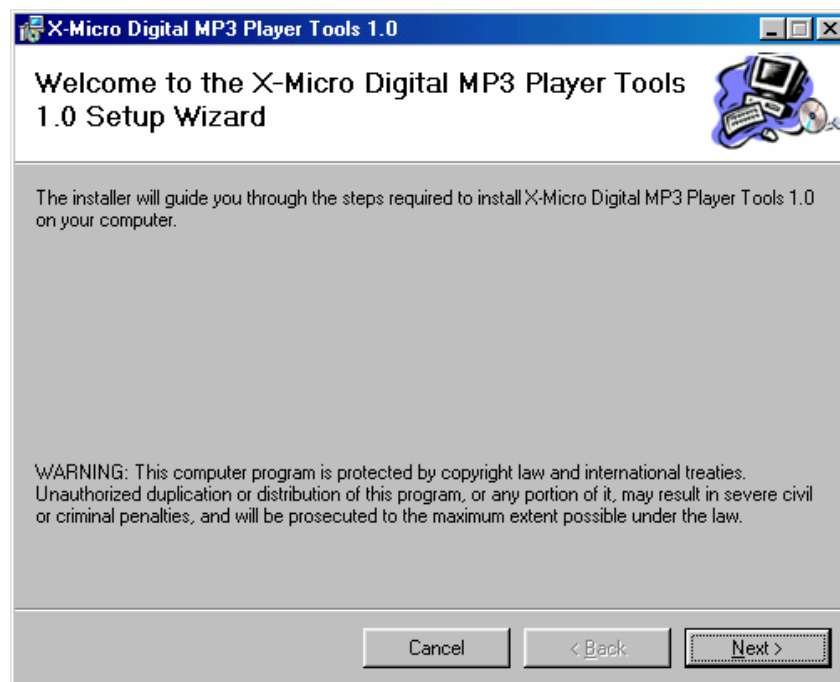 X-Micro Digital MP3 Player Tools 1.0
Welcome to the X-Micro Digital MP3 Player Tools
1.0 Setup Wizard
The installer will guide you through the steps required to install X-Micro Digital MP3 Player Tools 1.0
on your computer.
WARNING: This computer program is protected by copyright law and international treaties.
Unauthorized duplication or distribution of this program, or any portion of it, may result in severe civil
or criminal penalties, and will be prosecuted to the maximum extent possible under the law.
Cancel < Back Next >